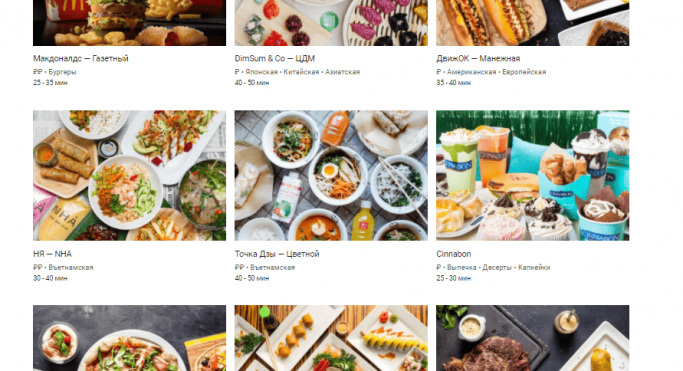 Макдоналдс — Газетный
₽₽ • Бургеры
25 - 35 мин
DimSum & Co — ЦДМ
₽ • Японская • Китайская • Азиатская
40 - 50 мин
ДвижОК — Манежная
₽ • Американская • Европейская
35 - 40 мин
NHA
CINNABON
НЯ — NHA
₽₽ • Вьетнамская
30 - 40 мин
Точка Дзы — Цветной
₽₽ • Вьетнамская
40 - 50 мин
Cinnabon
₽ • Выпечка • Десерты • Капкейки
25 - 30 мин